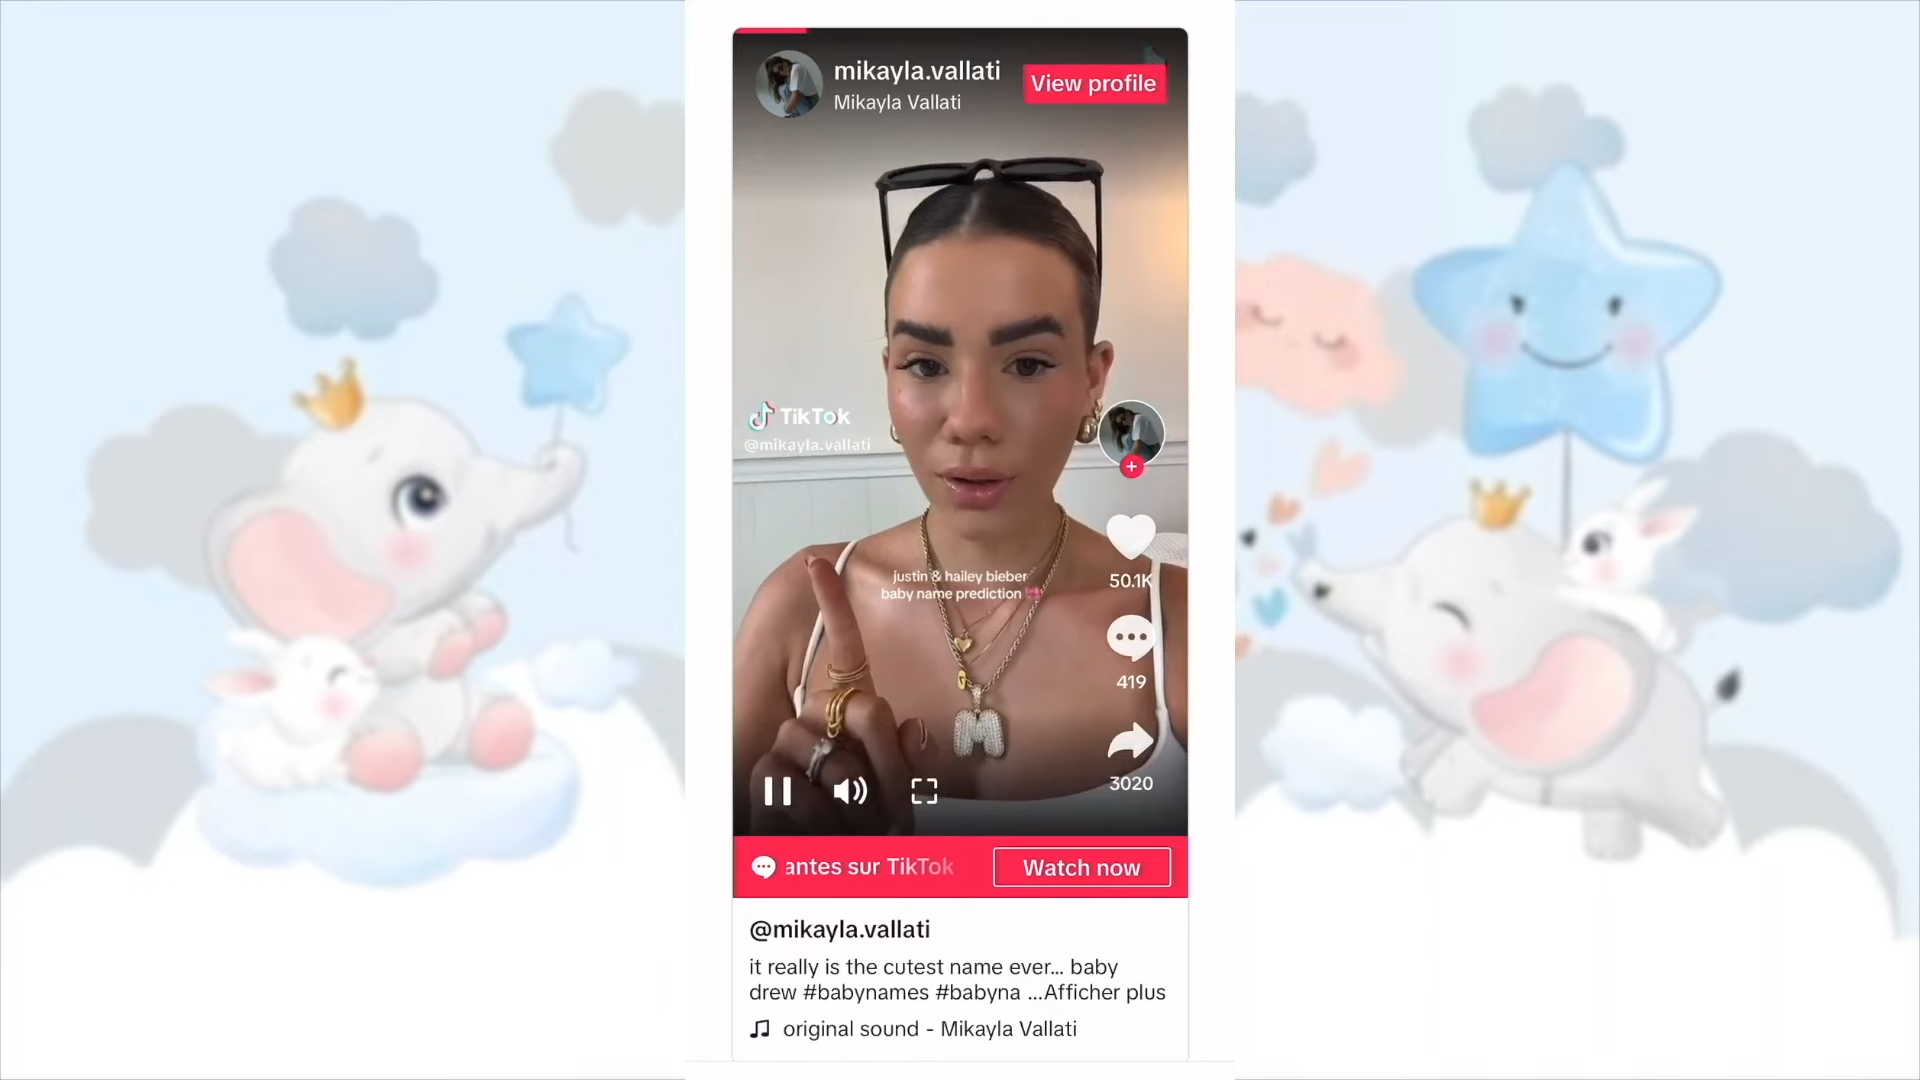 mikayla.vallati
Mikayla Vallati
View profile
TikTok
@mikayla.vallati
justin & hailey bieber
baby name prediction
50.1K
419
3020
antes sur TikTok
Watch now
@mikayla.vallati
it really is the cutest name ever... baby
drew #babynames #babyna ...Afficher plus
original sound - Mikayla Vallati